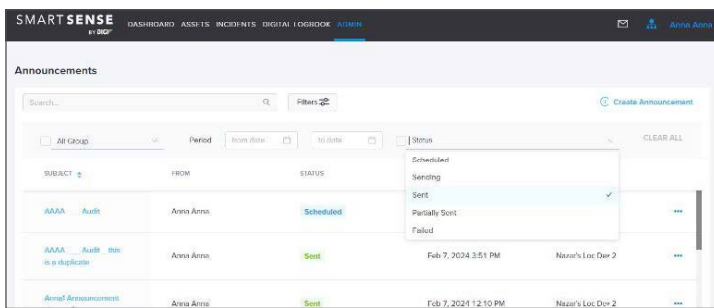 SMARTSENSE
BY DIGI
DASHBOARD ASSETS INCIDENTS DIGITAL LOGBOOK ADMIN
Anna Anna
Announcements
Search...
Filters
Create Announcement
All Group
Period
from date
to date
Status
CLEAR ALL
Scheduled
Sending
Sent
Partially Sent
Failed
SUBJECT
FROM
STATUS
AAAA Audit
Anna Anna
Scheduled
AAAA Audit this
is a duplicate
Anna Anna
Sent
Feb 7, 2024 3:51 PM
Nazar's Loc Dev 2
Anna1 Announcement
Anna Anna
Sent
Feb 7, 2024 12:10 PM
Nazar's Loc Dev 2